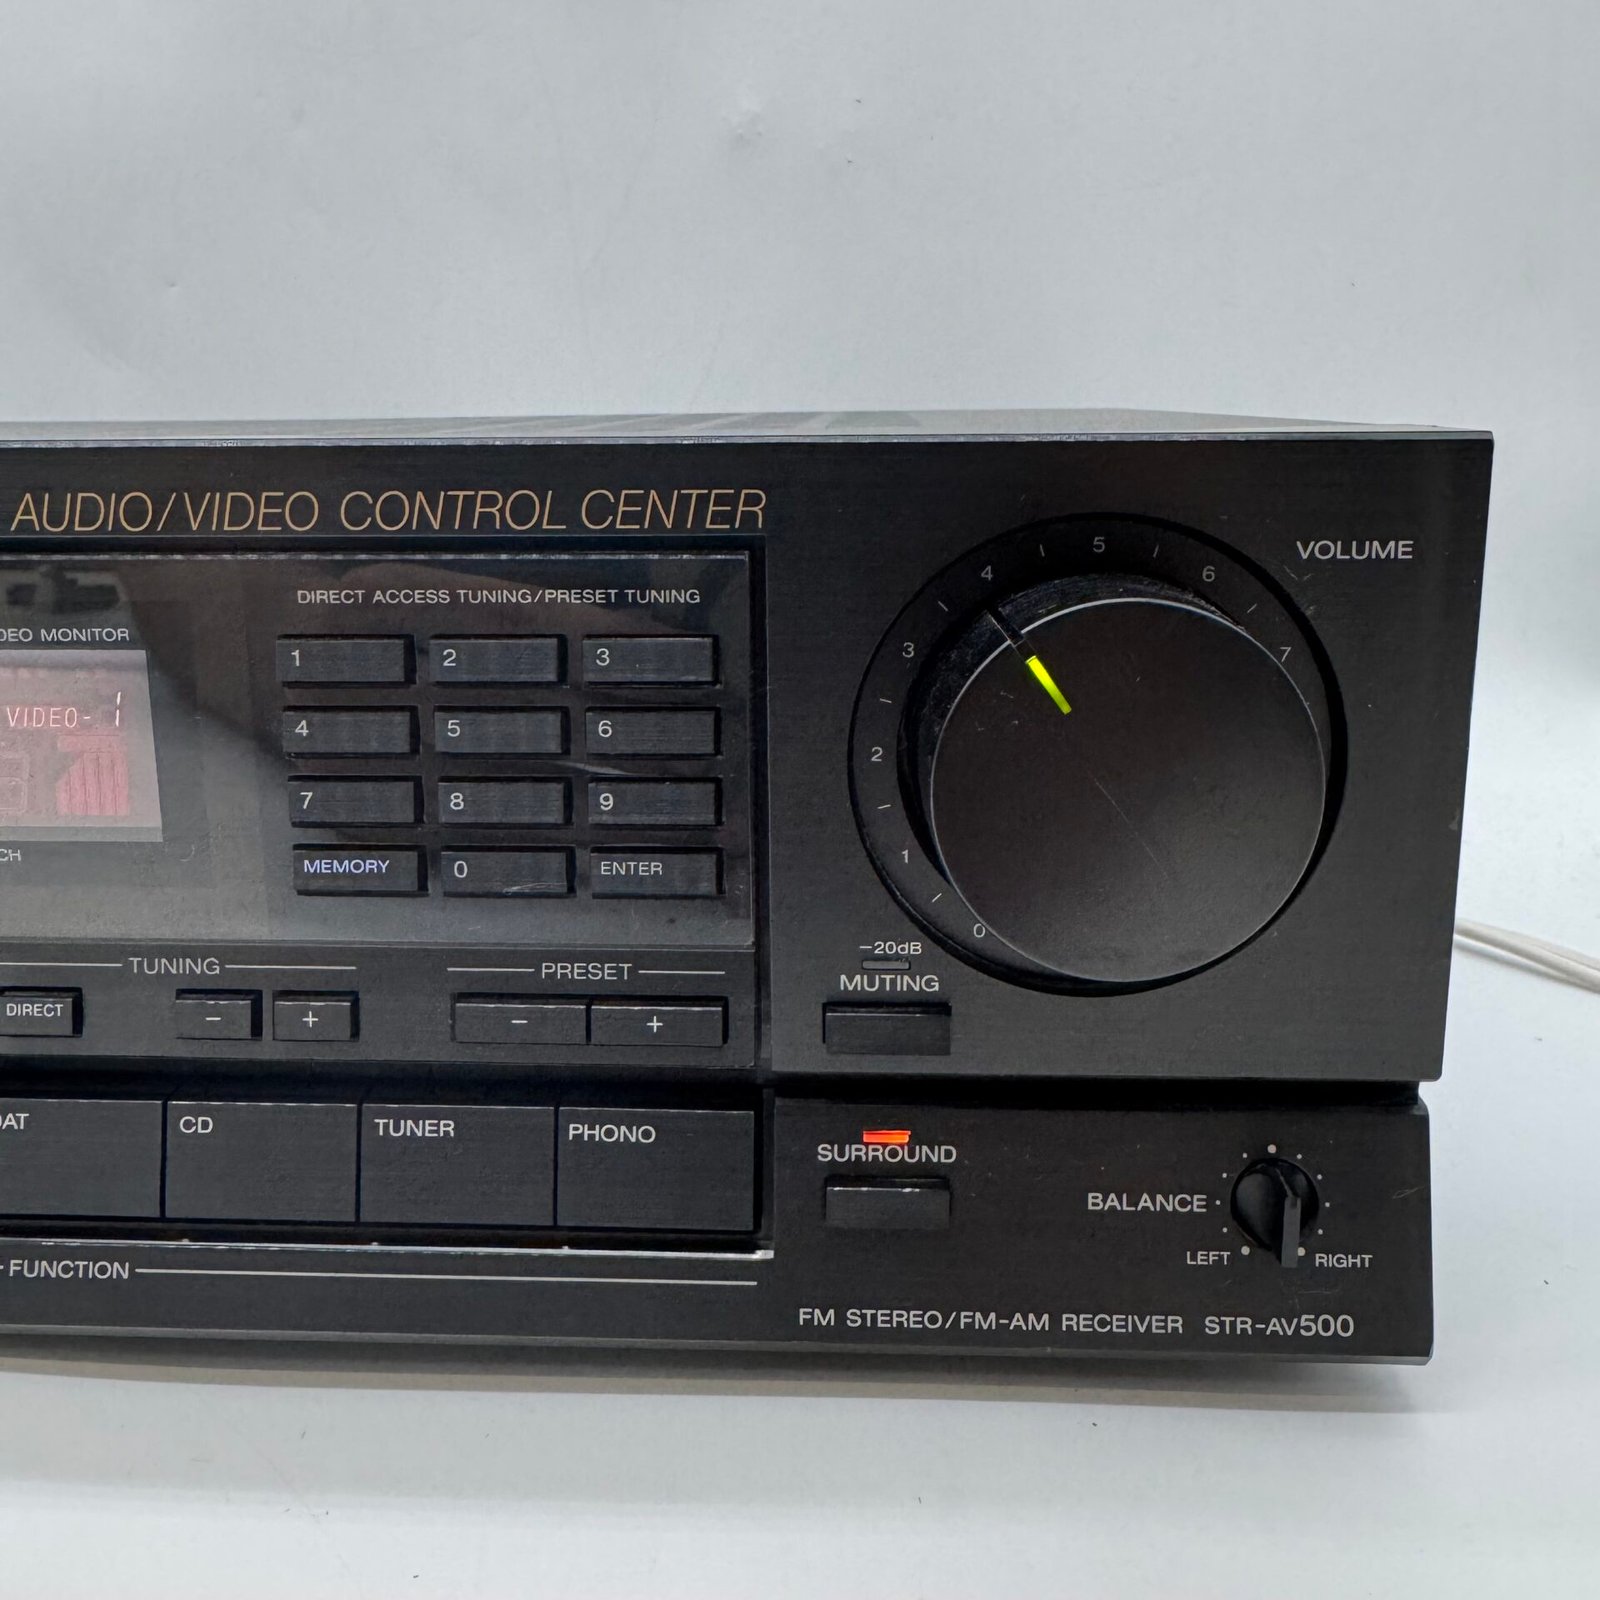 AUDIO/VIDEO CONTROL CENTER
VOLUME
0 1 2 3 4 5 6 7
DIRECT ACCESS TUNING/PRESET TUNING
MONITOR
VIDEO-1
1 2 3
4 5 6
7 8 9
MEMORY 0 ENTER
-20dB
MUTING
TUNING
PRESET
DIRECT - +
- +
CD TUNER PHONO
SURROUND
BALANCE
LEFT RIGHT
FUNCTION
FM STEREO/FM-AM RECEIVER STR-AV500